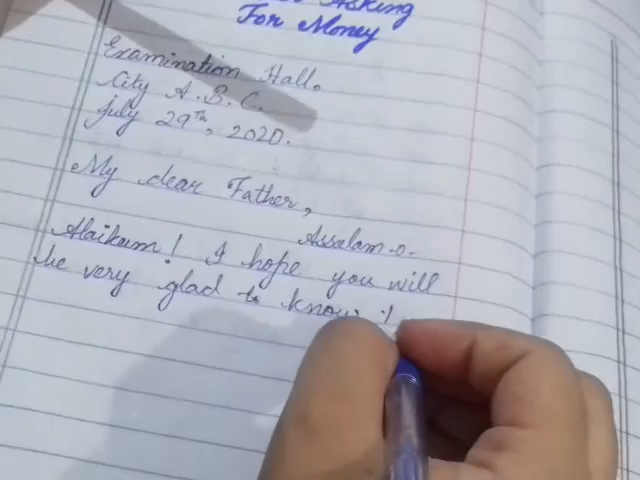 Asking
For Money
Examination Hall.
City A.B.C.
July 29th, 2020.
My dear Father,
Assalam-o-
Alaikum! I hope you will
be very glad to know